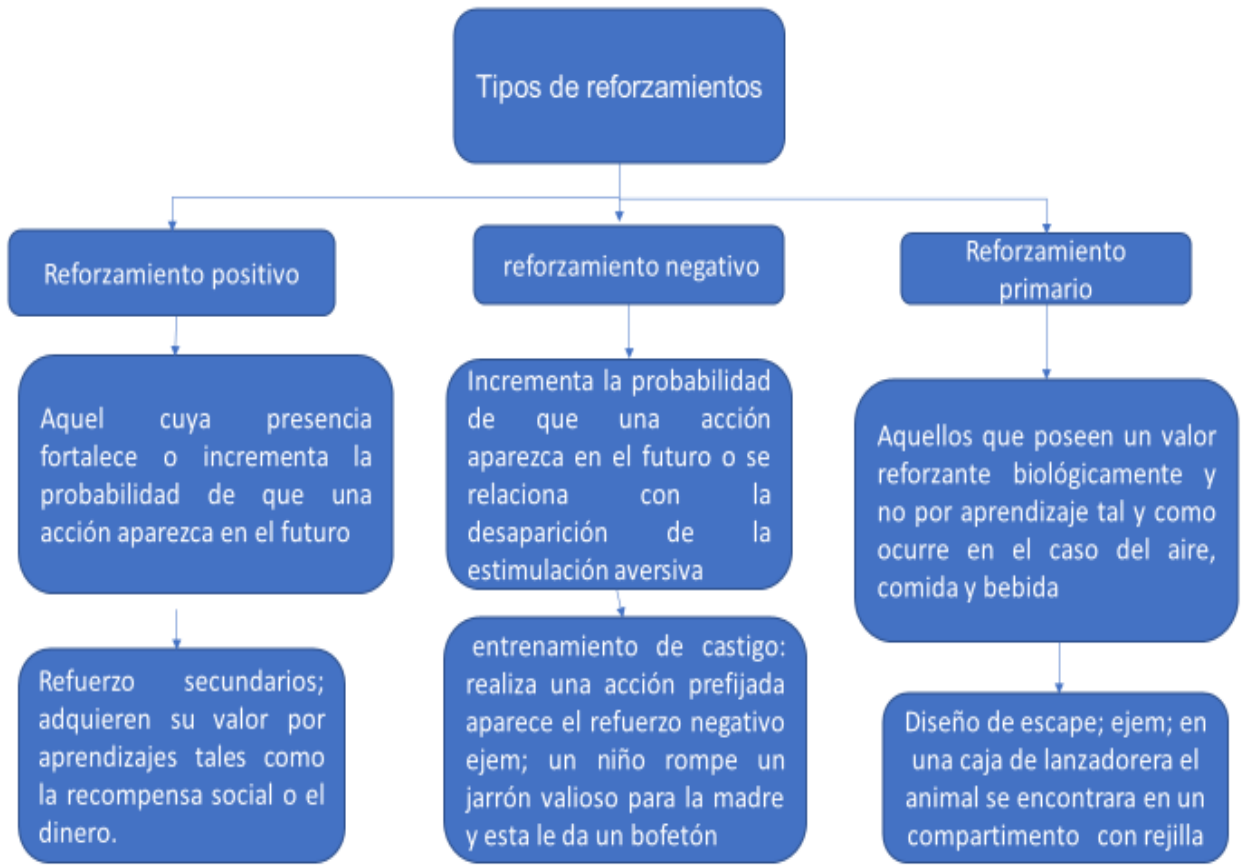 Tipos de reforzamientos
Reforzamiento positivo
reforzamiento negativo
Reforzamiento
primario
Aquel cuya presencia
fortalece o incrementa la
probabilidad de que una
acción aparezca en el futuro
Incrementa la probabilidad
de que una acción
aparezca en el futuro o se
relaciona con la
desaparición de la
estimulación aversiva
Aquellos que poseen un valor
reforzante biológicamente y
no por aprendizaje tal y como
ocurre en el caso del aire,
comida y bebida
Refuerzo secundarios;
adquieren su valor por
aprendizajes tales como
la recompensa social o el
dinero.
entrenamiento de castigo:
realiza una acción prefijada
aparece el refuerzo negativo
ejem; un niño rompe un
jarrón valioso para la madre
y esta le da un bofetón
Diseño de escape; ejem; en
una caja de lanzadorera el
animal se encontrara en un
compartimento con rejilla